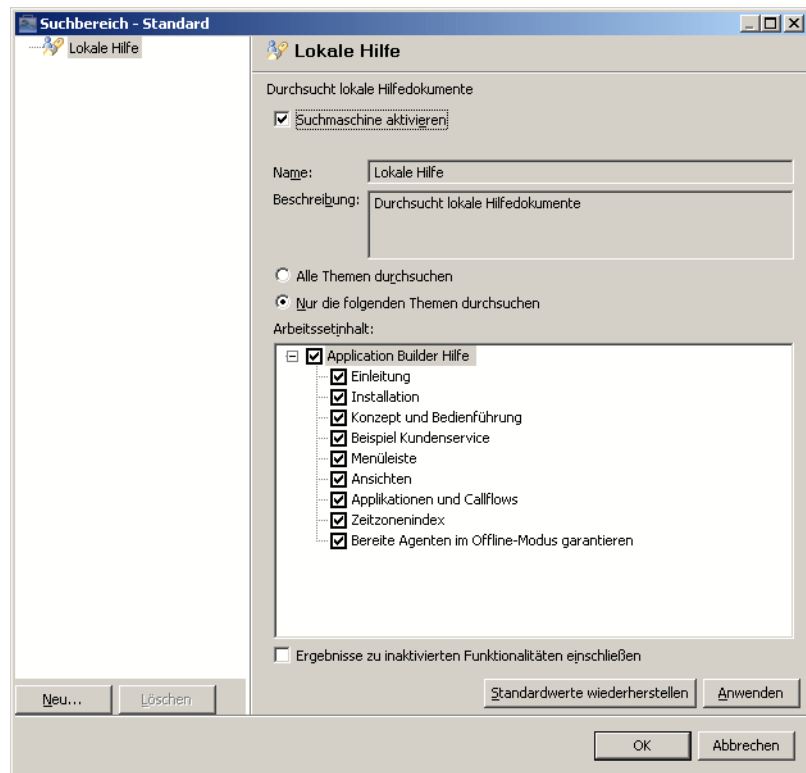 Suchbereich - Standard
Lokale Hilfe
Lokale Hilfe
Durchsucht lokale Hilfedokumente
Suchmaschine aktivieren
Name: Lokale Hilfe
Beschreibung: Durchsucht lokale Hilfedokumente
Alle Themen durchsuchen
Nur die folgenden Themen durchsuchen
Arbeitssetinhalt:
Application Builder Hilfe
Einleitung
Installation
Konzept und Bedienführung
Beispiel Kundenservice
Menüleiste
Ansichten
Applikationen und Callflows
Zeitzonenindex
Bereite Agenten im Offline-Modus garantieren
Ergebnisse zu inaktivierten Funktionalitäten einschließen
Neu... Löschen
Standardwerte wiederherstellen Anwenden
OK Abbrechen